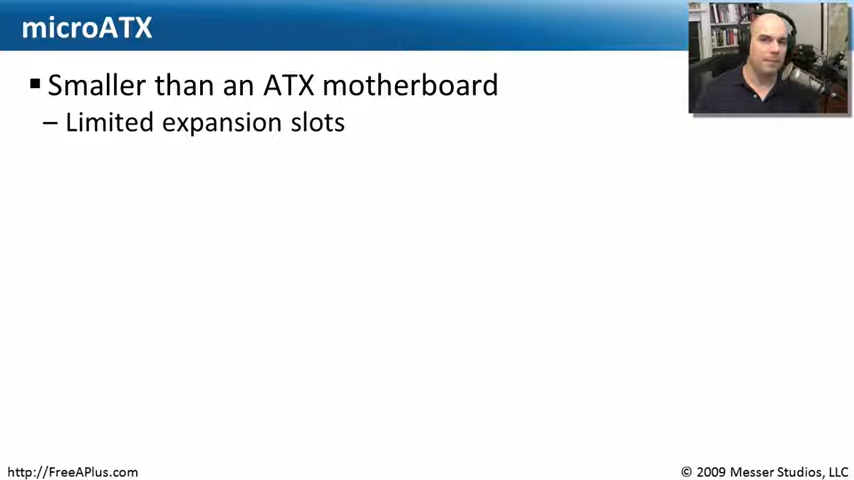 microATX
▪ Smaller than an ATX motherboard
– Limited expansion slots
http://FreeAPlus.com
© 2009 Messer Studios, LLC